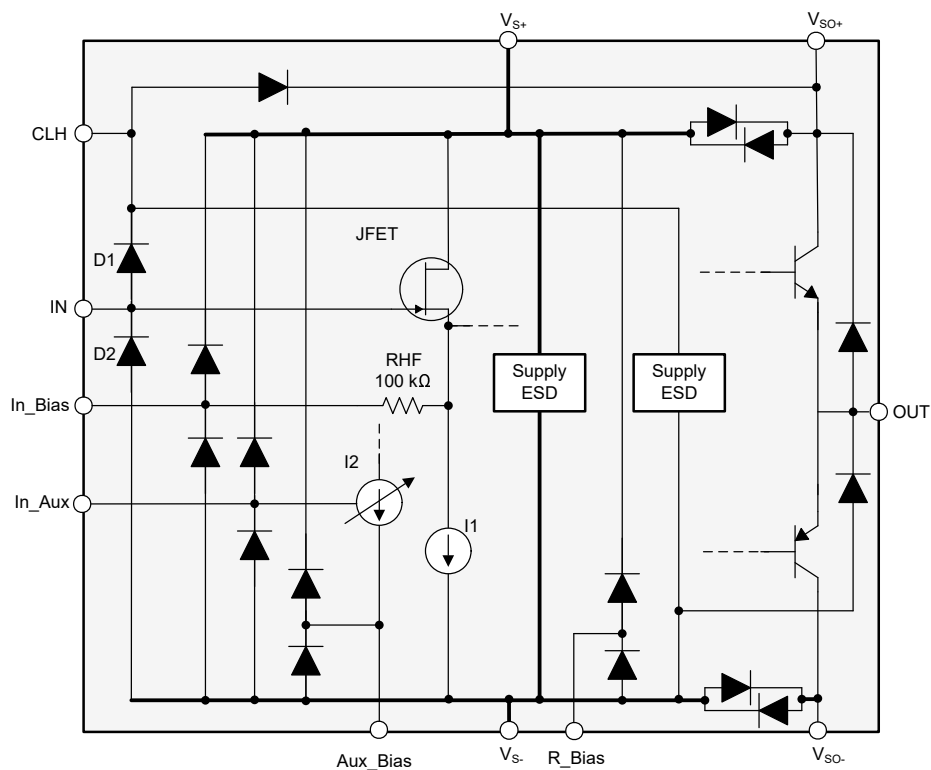 VS+
VSO+
CLH
JFET
D1
IN
D2
RHF
100 kΩ
Supply
ESD
Supply
ESD
In_Bias
OUT
I2
In_Aux
I1
Aux_Bias
VS-
R_Bias
VSO-